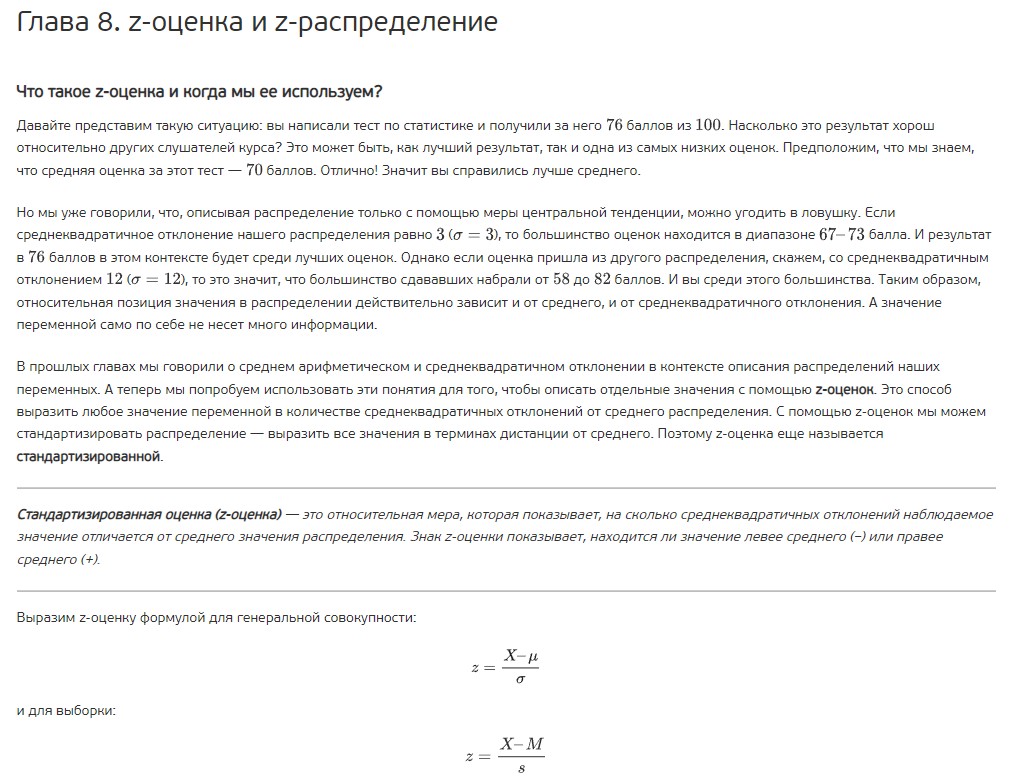 Глава 8. z-оценка и z-распределение
Что такое z-оценка и когда мы ее используем?
Давайте представим такую ситуацию: вы написали тест по статистике и получили за него 76 баллов из 100. Насколько это результат хорош
относительно других слушателей курса? Это может быть, как лучший результат, так и одна из самых низких оценок. Предположим, что мы знаем,
что средняя оценка за этот тест — 70 баллов. Отлично! Значит вы справились лучше среднего.
Но мы уже говорили, что, описывая распределение только с помощью меры центральной тенденции, можно угодить в ловушку. Если
среднеквадратичное отклонение нашего распределения равно 3 (σ = 3), то большинство оценок находится в диапазоне 67–73 балла. И результат
в 76 баллов в этом контексте будет среди лучших оценок. Однако если оценка пришла из другого распределения, скажем, со среднеквадратичным
отклонением 12 (σ = 12), то это значит, что большинство сдававших набрали от 58 до 82 баллов. И вы среди этого большинства. Таким образом,
относительная позиция значения в распределении действительно зависит и от среднего, и от среднеквадратичного отклонения. А значение
переменной само по себе не несет много информации.
В прошлых главах мы говорили о среднем арифметическом и среднеквадратичном отклонении в контексте описания распределений наших
переменных. А теперь мы попробуем использовать эти понятия для того, чтобы описать отдельные значения с помощью z-оценок. Это способ
выразить любое значение переменной в количестве среднеквадратичных отклонений от среднего распределения. С помощью z-оценок мы можем
стандартизировать распределение — выразить все значения в терминах дистанции от среднего. Поэтому z-оценка еще называется
стандартизированной.
Стандартизированная оценка (z-оценка) — это относительная мера, которая показывает, на сколько среднеквадратичных отклонений наблюдаемое
значение отличается от среднего значения распределения. Знак z-оценки показывает, находится ли значение левее среднего (–) или правее
среднего (+).
Выразим z-оценку формулой для генеральной совокупности:
z = X–μ / σ
и для выборки:
z = X–M / s